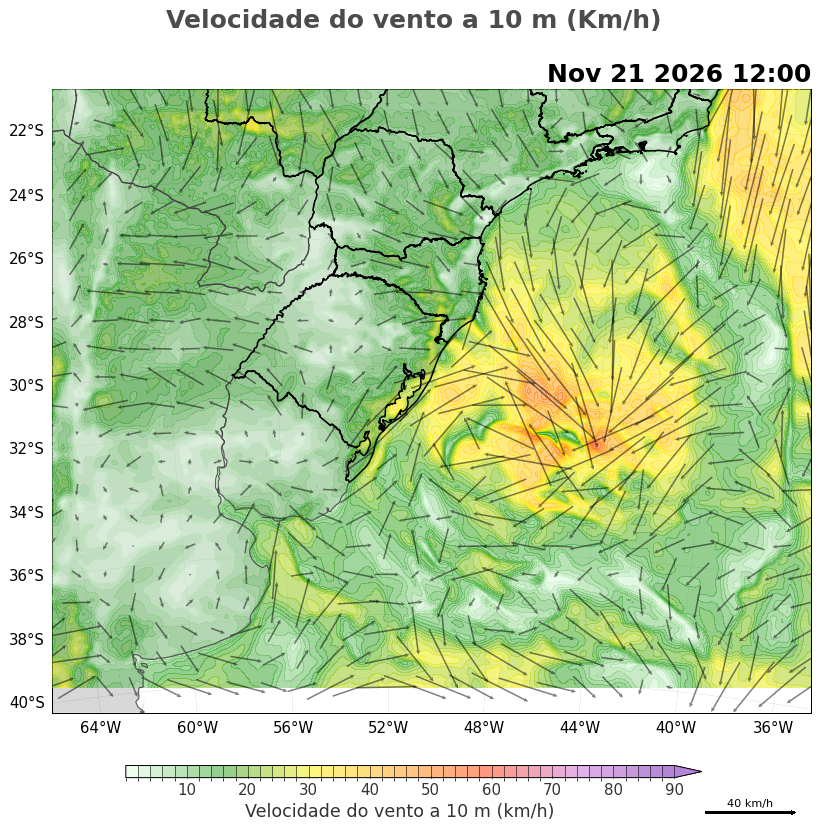 Velocidade do vento a 10 m (Km/h)
Nov 21 2026 12:00
22°S
24°S
26°S
28°S
30°S
32°S
34°S
36°S
38°S
40°S
64°W 60°W 56°W 52°W 48°W 44°W 40°W 36°W
10 20 30 40 50 60 70 80 90
Velocidade do vento a 10 m (km/h)
40 km/h